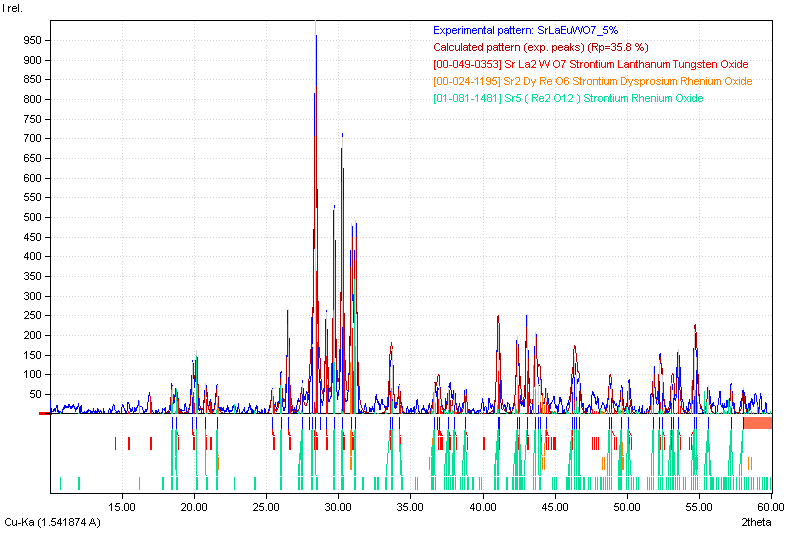 I rel.
Experimental pattern: SrLaEuWO7_5%
Calculated pattern (exp. peaks) (Rp=35.8 %)
[00-049-0353] Sr La2 W O7 Strontium Lanthanum Tungsten Oxide
[00-024-1195] Sr2 Dy Re O6 Strontium Dysprosium Rhenium Oxide
[01-081-1481] Sr5 ( Re2 O12 ) Strontium Rhenium Oxide
950
900
850
800
750
700
650
600
550
500
450
400
350
300
250
200
150
100
50
15.00 20.00 25.00 30.00 35.00 40.00 45.00 50.00 55.00 60.00
Cu-Ka (1.541874 A) 2theta